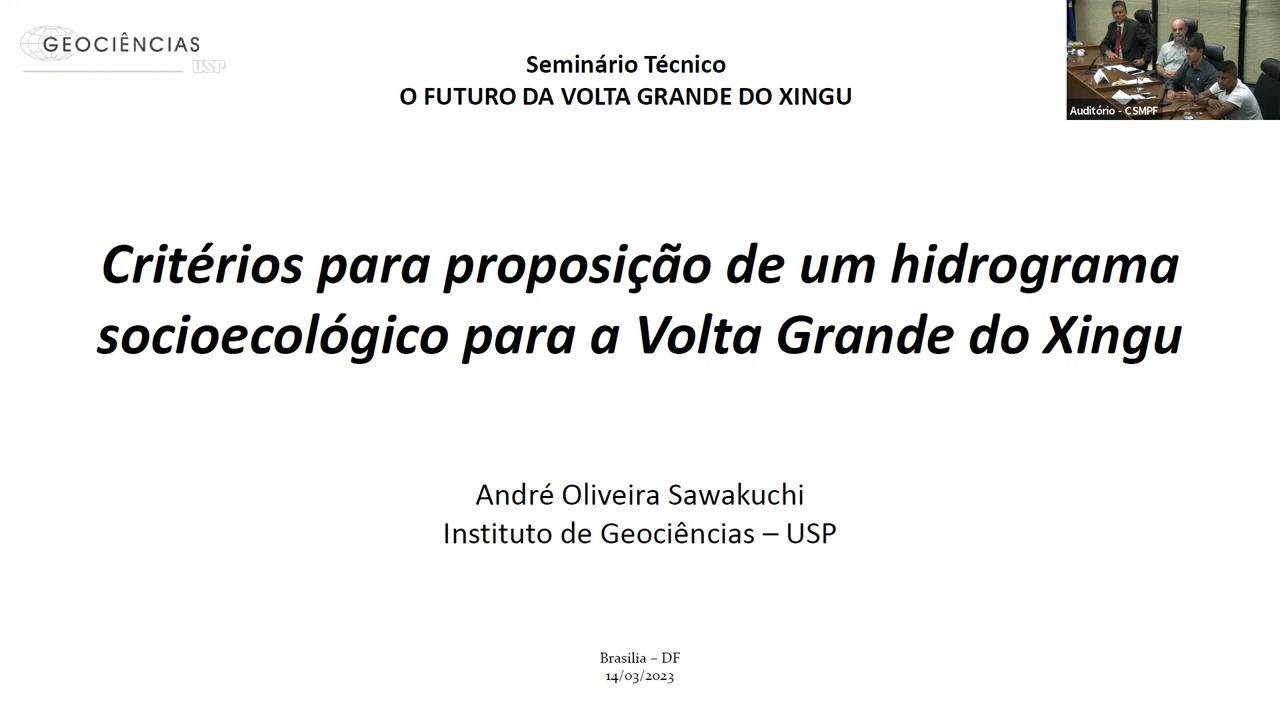 GEOCIÊNCIAS
USP
Seminário Técnico
O FUTURO DA VOLTA GRANDE DO XINGU
Auditório - CSMPF
Critérios para proposição de um hidrograma
socioecológico para a Volta Grande do Xingu
André Oliveira Sawakuchi
Instituto de Geociências – USP
Brasília – DF
14/03/2023